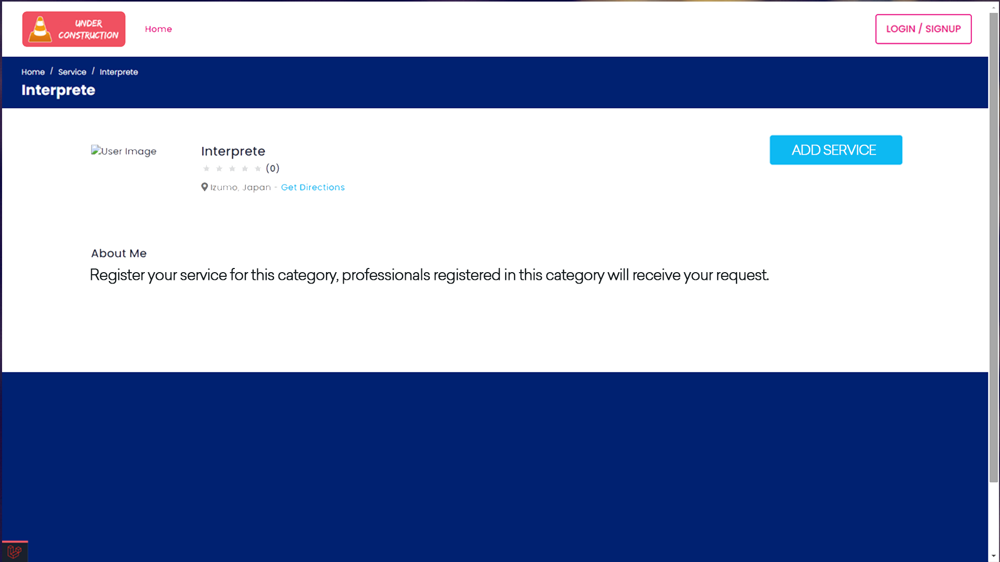 UNDER
CONSTRUCTION
Home
LOGIN / SIGNUP
Home / Service / Interprete
Interprete
User Image
Interprete
ADD SERVICE
(0)
Izumo, Japan - Get Directions
About Me
Register your service for this category, professionals registered in this category will receive your request.